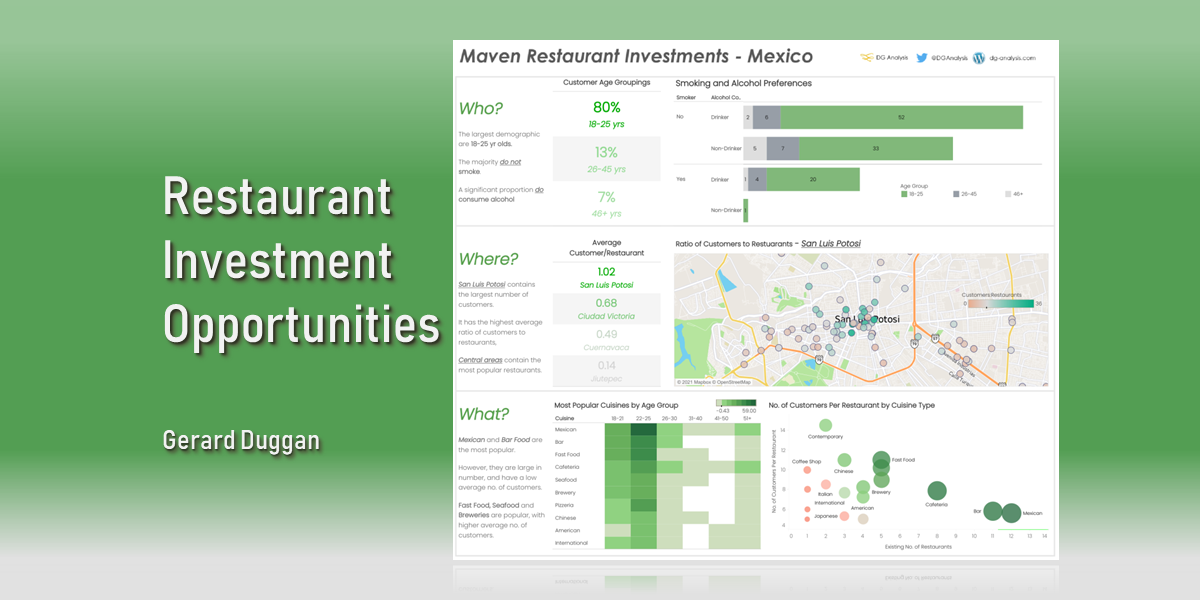 Restaurant
Investment
Opportunities
Gerard Duggan
Maven Restaurant Investments - Mexico
DG Analysis
@DGAnalysis
dg-analysis.com
Who?
The largest demographic
are 18-25 yr olds.
The majority do not
smoke.
A significant proportion do
consume alcohol
Customer Age Groupings
80%
18-25 yrs
13%
26-45 yrs
7%
46+ yrs
Smoking and Alcohol Preferences
Smoker Alcohol Co..
No Drinker 2 6 52
Non-Drinker 5 7 33
Yes Drinker 1 4 20
Non-Drinker
Age Group
18-25 26-45 46+
Where?
San Luis Potosi contains
the largest number of
customers.
It has the highest average
ratio of customers to
restaurants,
Central areas contain the
most popular restaurants.
Average
Customer/Restaurant
1.02
San Luis Potosi
0.68
Ciudad Victoria
0.49
Cuernavaca
0.14
Jiutepec
Ratio of Customers to Restuarants - San Luis Potosi
Customers:Restaurants
0 36
San Luis Potosi
© 2021 Mapbox © OpenStreetMap
What?
Mexican and Bar Food are
the most popular.
However, they are large in
number, and have a low
average no. of customers.
Fast Food, Seafood and
Breweries are popular, with
higher average no. of
customers.
Most Popular Cuisines by Age Group
-0.43 59.00
Cuisine 18-21 22-25 26-30 31-40 41-50 51+
Mexican
Bar
Fast Food
Cafeteria
Seafood
Brewery
Pizzeria
Chinese
American
International
No. of Customers Per Restaurant by Cuisine Type
No. of Customers Per Restaurant
14
12
10
8
6
4
Contemporary
Coffee Shop
Chinese
Fast Food
Italian
Brewery
International
American
Japanese
Cafeteria
Bar
Mexican
0 1 2 3 4 5 6 7 8 9 10 11 12 13 14
Existing No. of Restaurants